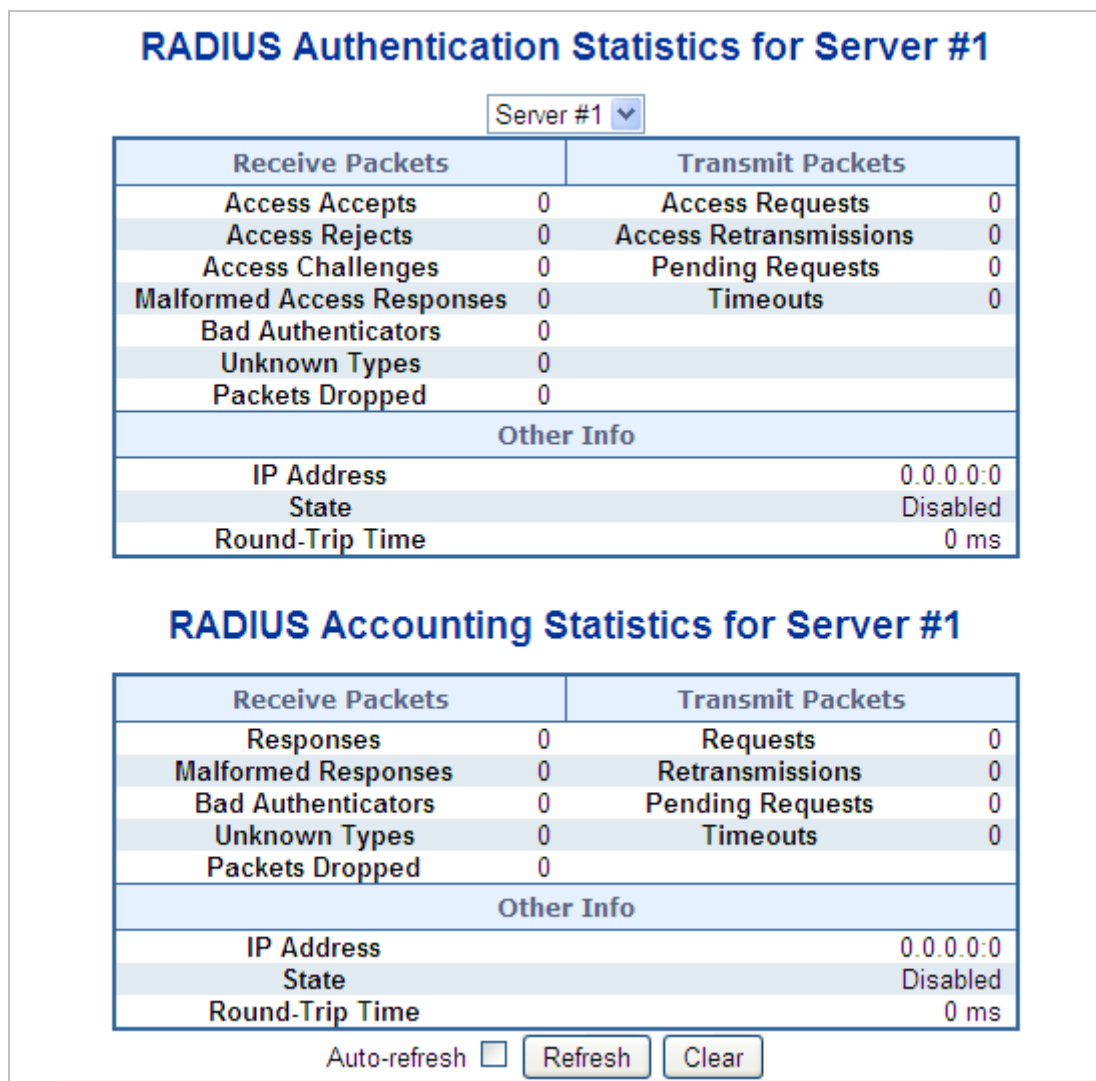 RADIUS Authentication Statistics for Server #1
Server #1
Receive Packets Transmit Packets
Access Accepts 0 Access Requests 0
Access Rejects 0 Access Retransmissions 0
Access Challenges 0 Pending Requests 0
Malformed Access Responses 0 Timeouts 0
Bad Authenticators 0
Unknown Types 0
Packets Dropped 0
Other Info
IP Address 0.0.0.0:0
State Disabled
Round-Trip Time 0 ms
RADIUS Accounting Statistics for Server #1
Receive Packets Transmit Packets
Responses 0 Requests 0
Malformed Responses 0 Retransmissions 0
Bad Authenticators 0 Pending Requests 0
Unknown Types 0 Timeouts 0
Packets Dropped 0
Other Info
IP Address 0.0.0.0:0
State Disabled
Round-Trip Time 0 ms
Auto-refresh Refresh Clear